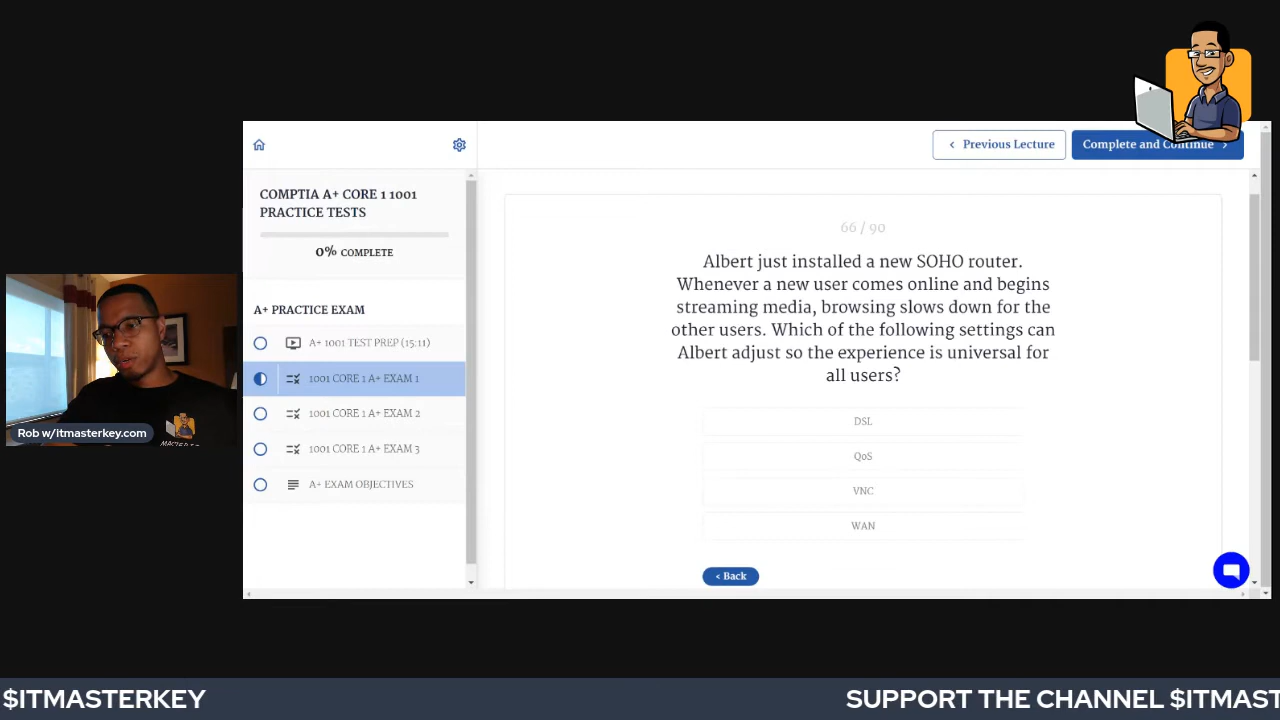 Previous Lecture
Complete and Continue
COMPTIA A+ CORE 1 1001
PRACTICE TESTS
0% COMPLETE
A+ PRACTICE EXAM
A+ 1001 TEST PREP (15:11)
1001 CORE 1 A+ EXAM 1
1001 CORE 1 A+ EXAM 2
1001 CORE 1 A+ EXAM 3
A+ EXAM OBJECTIVES
66 / 90
Albert just installed a new SOHO router.
Whenever a new user comes online and begins
streaming media, browsing slows down for the
other users. Which of the following settings can
Albert adjust so the experience is universal for
all users?
DSL
QoS
VNC
WAN
< Back
Rob w/itmasterkey.com
$ITMASTERKEY
SUPPORT THE CHANNEL $ITMAST